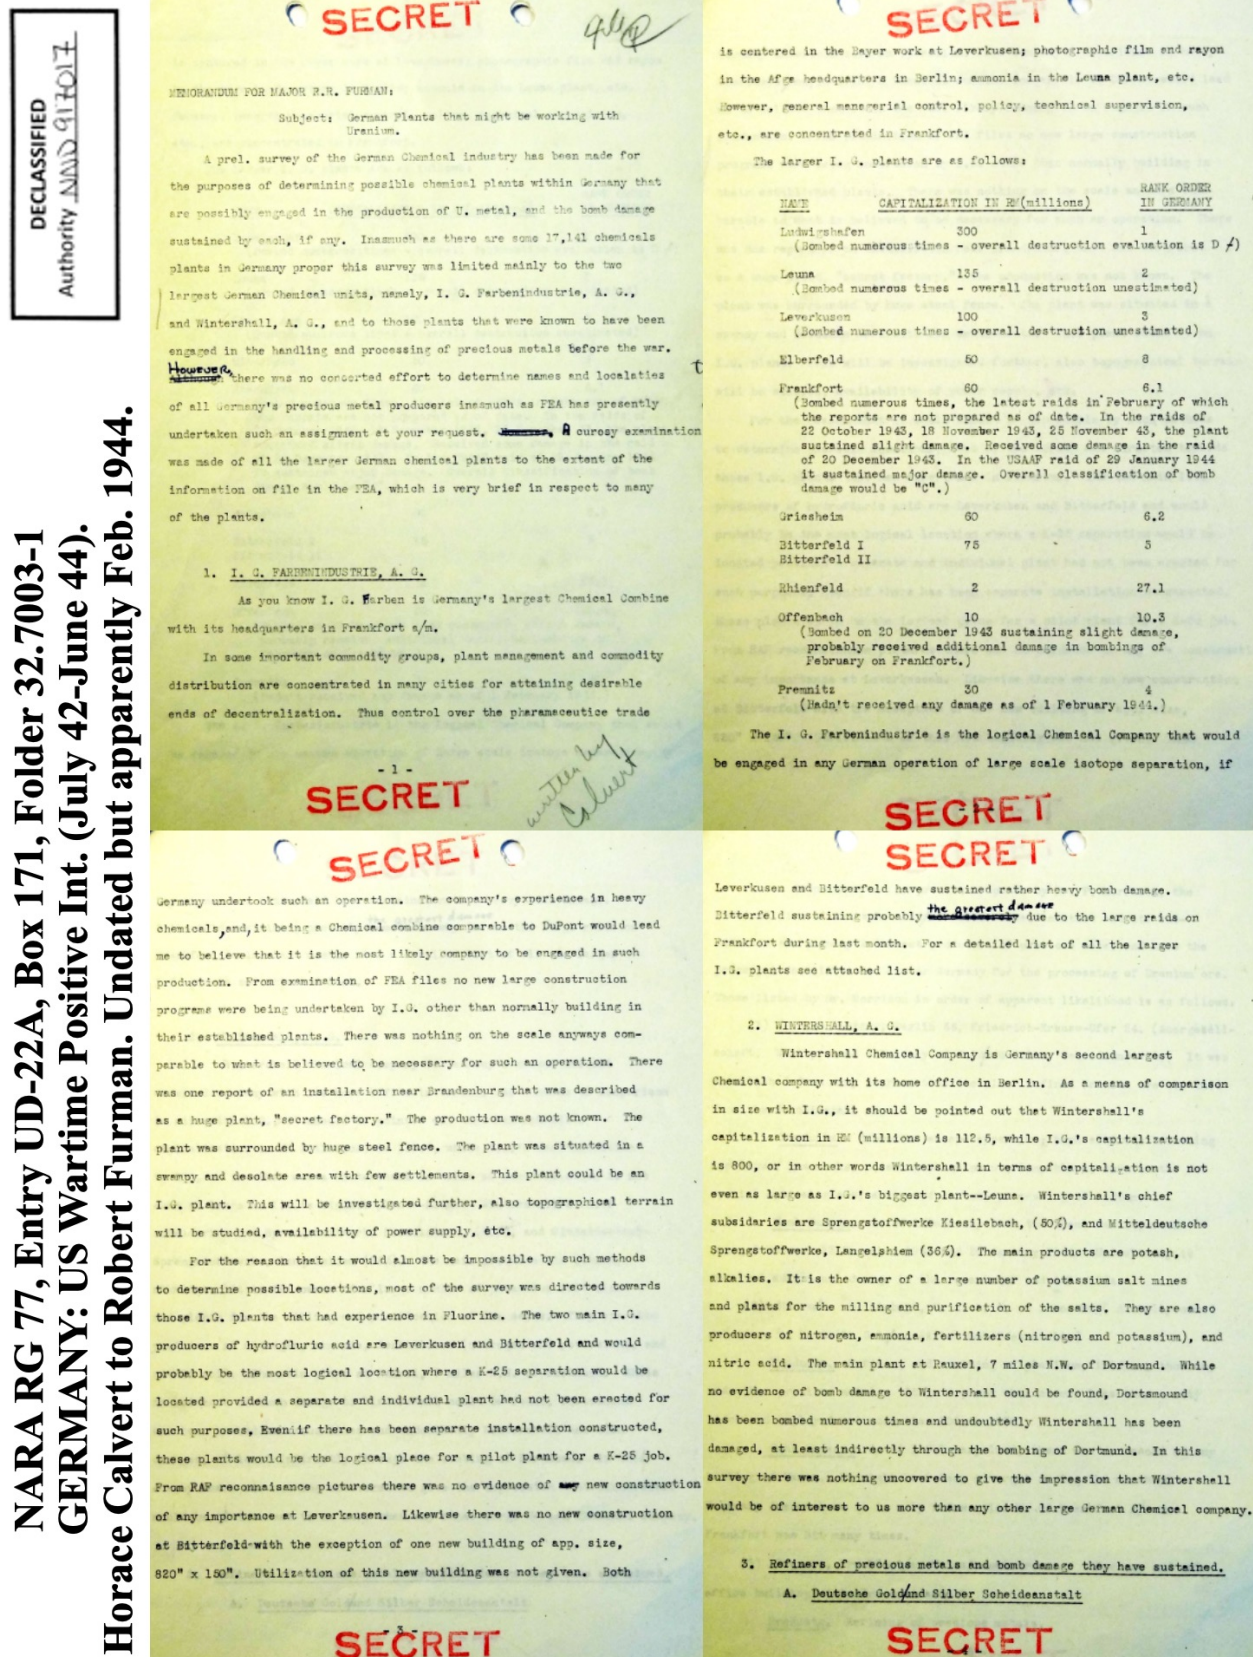 DECLASSIFIED
Authority NND 917017
NARA RG 77, Entry UD-22A, Box 171, Folder 32.7003-1
GERMANY: US Wartime Positive Int. (July 42-June 44).
Horace Calvert to Robert Furman. Undated but apparently Feb. 1944.
SECRET
MEMORANDUM FOR MAJOR R.R. FURMAN:
Subject: German Plants that might be working with
Uranium.
A prel. survey of the German Chemical industry has been made for
the purposes of determining possible chemical plants within Germany that
are possibly engaged in the production of U. metal, and the bomb damage
sustained by each, if any. Inasmuch as there are some 17,141 chemicals
plants in Germany proper this survey was limited mainly to the two
largest German Chemical units, namely, I. G. Farbenindustrie, A. G.,
and Wintershall, A. G., and to those plants that were known to have been
engaged in the handling and processing of precious metals before the war.
However, there was no concerted effort to determine names and localaties
of all Germany's precious metal producers inasmuch as FEA has presently
undertaken such an assignment at your request. A curosy examination
was made of all the larger German chemical plants to the extent of the
information on file in the FEA, which is very brief in respect to many
of the plants.
1. I. G. FARBENINDUSTRIE, A. G.
As you know I. G. Farben is Germany's largest Chemical Combine
with its headquarters in Frankfort a/m.
In some important commodity groups, plant management and commodity
distribution are concentrated in many cities for attaining desirable
ends of decentralization. Thus control over the pharamaceutice trade
- 1 -
written by
Calvert
SECRET
SECRET
is centered in the Bayer work at Leverkusen; photographic film and rayon
in the Afga headquarters in Berlin; ammonia in the Leuna plant, etc.
However, general managerial control, policy, technical supervision,
etc., are concentrated in Frankfort.
The larger I. G. plants are as follows:
NAME CAPITALIZATION IN RM(millions) RANK ORDER IN GERMANY
Ludwigshafen 300 1
(Bombed numerous times - overall destruction evaluation is D /)
Leuna 135 2
(Bombed numerous times - overall destruction unestimated)
Leverkusen 100 3
(Bombed numerous times - overall destruction unestimated)
Elberfeld 50 8
Frankfort 60 6.1
(Bombed numerous times, the latest raids in February of which
the reports are not prepared as of date. In the raids of
22 October 1943, 18 November 1943, 25 November 43, the plant
sustained slight damage. Received some damage in the raid
of 20 December 1943. In the USAAF raid of 29 January 1944
it sustained major damage. Overall classification of bomb
damage would be "C".)
Griesheim 60 6.2
Bitterfeld I 75 5
Bitterfeld II
Rhienfeld 2 27.1
Offenbach 10 10.3
(Bombed on 20 December 1943 sustaining slight damage,
probably received additional damage in bombings of
February on Frankfort.)
Premnitz 30 4
(Hadn't received any damage as of 1 February 1944.)
The I. G. Farbenindustrie is the logical Chemical Company that would
be engaged in any German operation of large scale isotope separation, if
SECRET
SECRET
Germany undertook such an operation. The company's experience in heavy
chemicals, and, it being a Chemical combine comparable to DuPont would lead
me to believe that it is the most likely company to be engaged in such
production. From examination of FEA files no new large construction
programs were being undertaken by I.G. other than normally building in
their established plants. There was nothing on the scale anyways com-
parable to what is believed to be necessary for such an operation. There
was one report of an installation near Brandenburg that was described
as a huge plant, "secret factory." The production was not known. The
plant was surrounded by huge steel fence. The plant was situated in a
swampy and desolate area with few settlements. This plant could be an
I.G. plant. This will be investigated further, also topographical terrain
will be studied, availability of power supply, etc.
For the reason that it would almost be impossible by such methods
to determine possible locations, most of the survey was directed towards
those I.G. plants that had experience in Fluorine. The two main I.G.
producers of hydrofluric acid are Leverkusen and Bitterfeld and would
probably be the most logical location where a K-25 separation would be
located provided a separate and individual plant had not been erected for
such purposes, Even if there has been separate installation constructed,
these plants would be the logical place for a pilot plant for a K-25 job.
From RAF reconnaisance pictures there was no evidence of any new construction
of any importance at Leverkausen. Likewise there was no new construction
at Bitterfeld with the exception of one new building of app. size,
820" x 150". Utilization of this new building was not given. Both
- 3 -
SECRET
SECRET
Leverkusen and Bitterfeld have sustained rather heavy bomb damage.
Bitterfeld sustaining probably the greatest damage due to the large raids on
Frankfort during last month. For a detailed list of all the larger
I.G. plants see attached list.
2. WINTERSHALL, A. G.
Wintershall Chemical Company is Germany's second largest
Chemical company with its home office in Berlin. As a means of comparison
in size with I.G., it should be pointed out that Wintershall's
capitalization in RM (millions) is 112.5, while I.G.'s capitalization
is 800, or in other words Wintershall in terms of capitalization is not
even as large as I.G.'s biggest plant--Leuna. Wintershall's chief
subsidaries are Sprengstoffwerke Kiesilebach, (50%), and Mitteldeutsche
Sprengstoffwerke, Langelshiem (36%). The main products are potash,
alkalies. It is the owner of a large number of potassium salt mines
and plants for the milling and purification of the salts. They are also
producers of nitrogen, ammonia, fertilizers (nitrogen and potassium), and
nitric acid. The main plant at Rauxel, 7 miles N.W. of Dortmund. While
no evidence of bomb damage to Wintershall could be found, Dortsmound
has been bombed numerous times and undoubtedly Wintershall has been
damaged, at least indirectly through the bombing of Dortmund. In this
survey there was nothing uncovered to give the impression that Wintershall
would be of interest to us more than any other large German Chemical company.
3. Refiners of precious metals and bomb damage they have sustained.
A. Deutsche Gold und Silber Scheideanstalt
SECRET